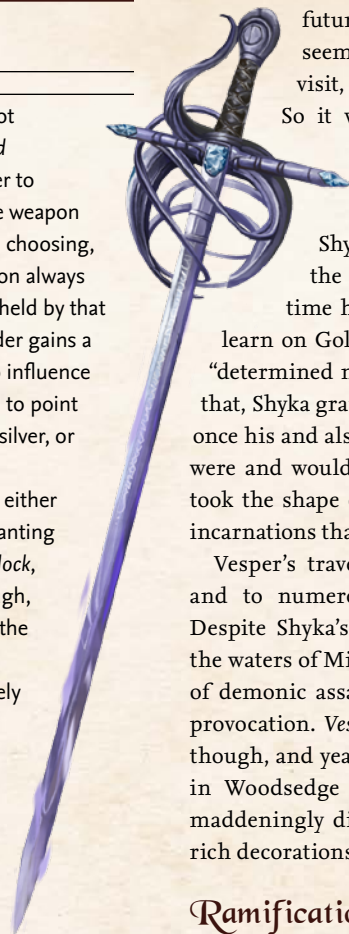 ot
d
er to
e weapon
choosing,
on always
held by that
der gains a
influence
to point
silver, or
either
anting
lock,
gh,
the
ely
futur
seem
visit,
So it w
Shy
the
time h
learn on Gol
“determined n
that, Shyka gra
once his and als
were and would
took the shape
incarnations tha
Vesper’s trave
and to numero
Despite Shyka’s
the waters of Mi
of demonic assa
provocation. Ves
though, and yea
in Woodsedge
maddeningly di
rich decorations
Ramificatio